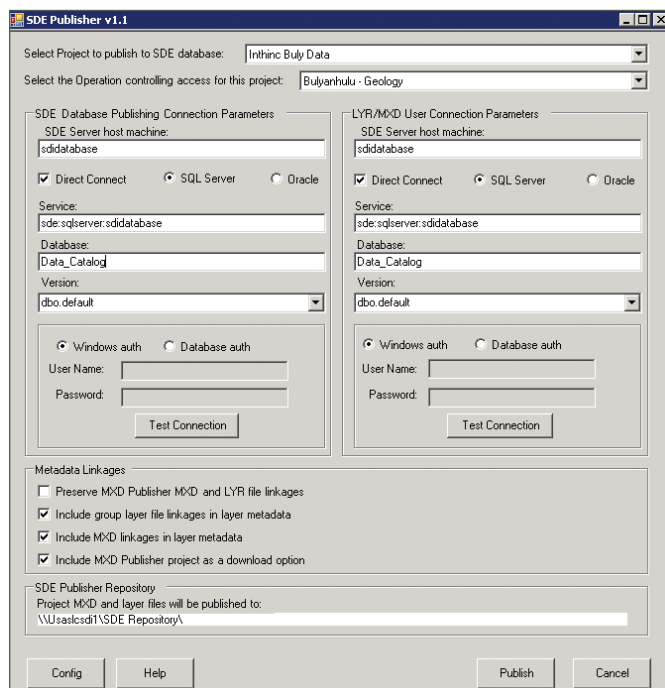 SDE Publisher v1.1
Select Project to publish to SDE database: Inthinc Buly Data
Select the Operation controlling access for this project: Bulyanhulu - Geology
SDE Database Publishing Connection Parameters
SDE Server host machine:
sdidatabase
Direct Connect SQL Server Oracle
Service:
sde:sqlserver:sdidatabase
Database:
Data_Catalog
Version:
dbo.default
Windows auth Database auth
User Name:
Password:
Test Connection
LYR/MXD User Connection Parameters
SDE Server host machine:
sdidatabase
Direct Connect SQL Server Oracle
Service:
sde:sqlserver:sdidatabase
Database:
Data_Catalog
Version:
dbo.default
Windows auth Database auth
User Name:
Password:
Test Connection
Metadata Linkages
Preserve MXD Publisher MXD and LYR file linkages
Include group layer file linkages in layer metadata
Include MXD linkages in layer metadata
Include MXD Publisher project as a download option
SDE Publisher Repository
Project MXD and layer files will be published to:
\\Usaslcsdi1\SDE Repository\
Config Help Publish Cancel